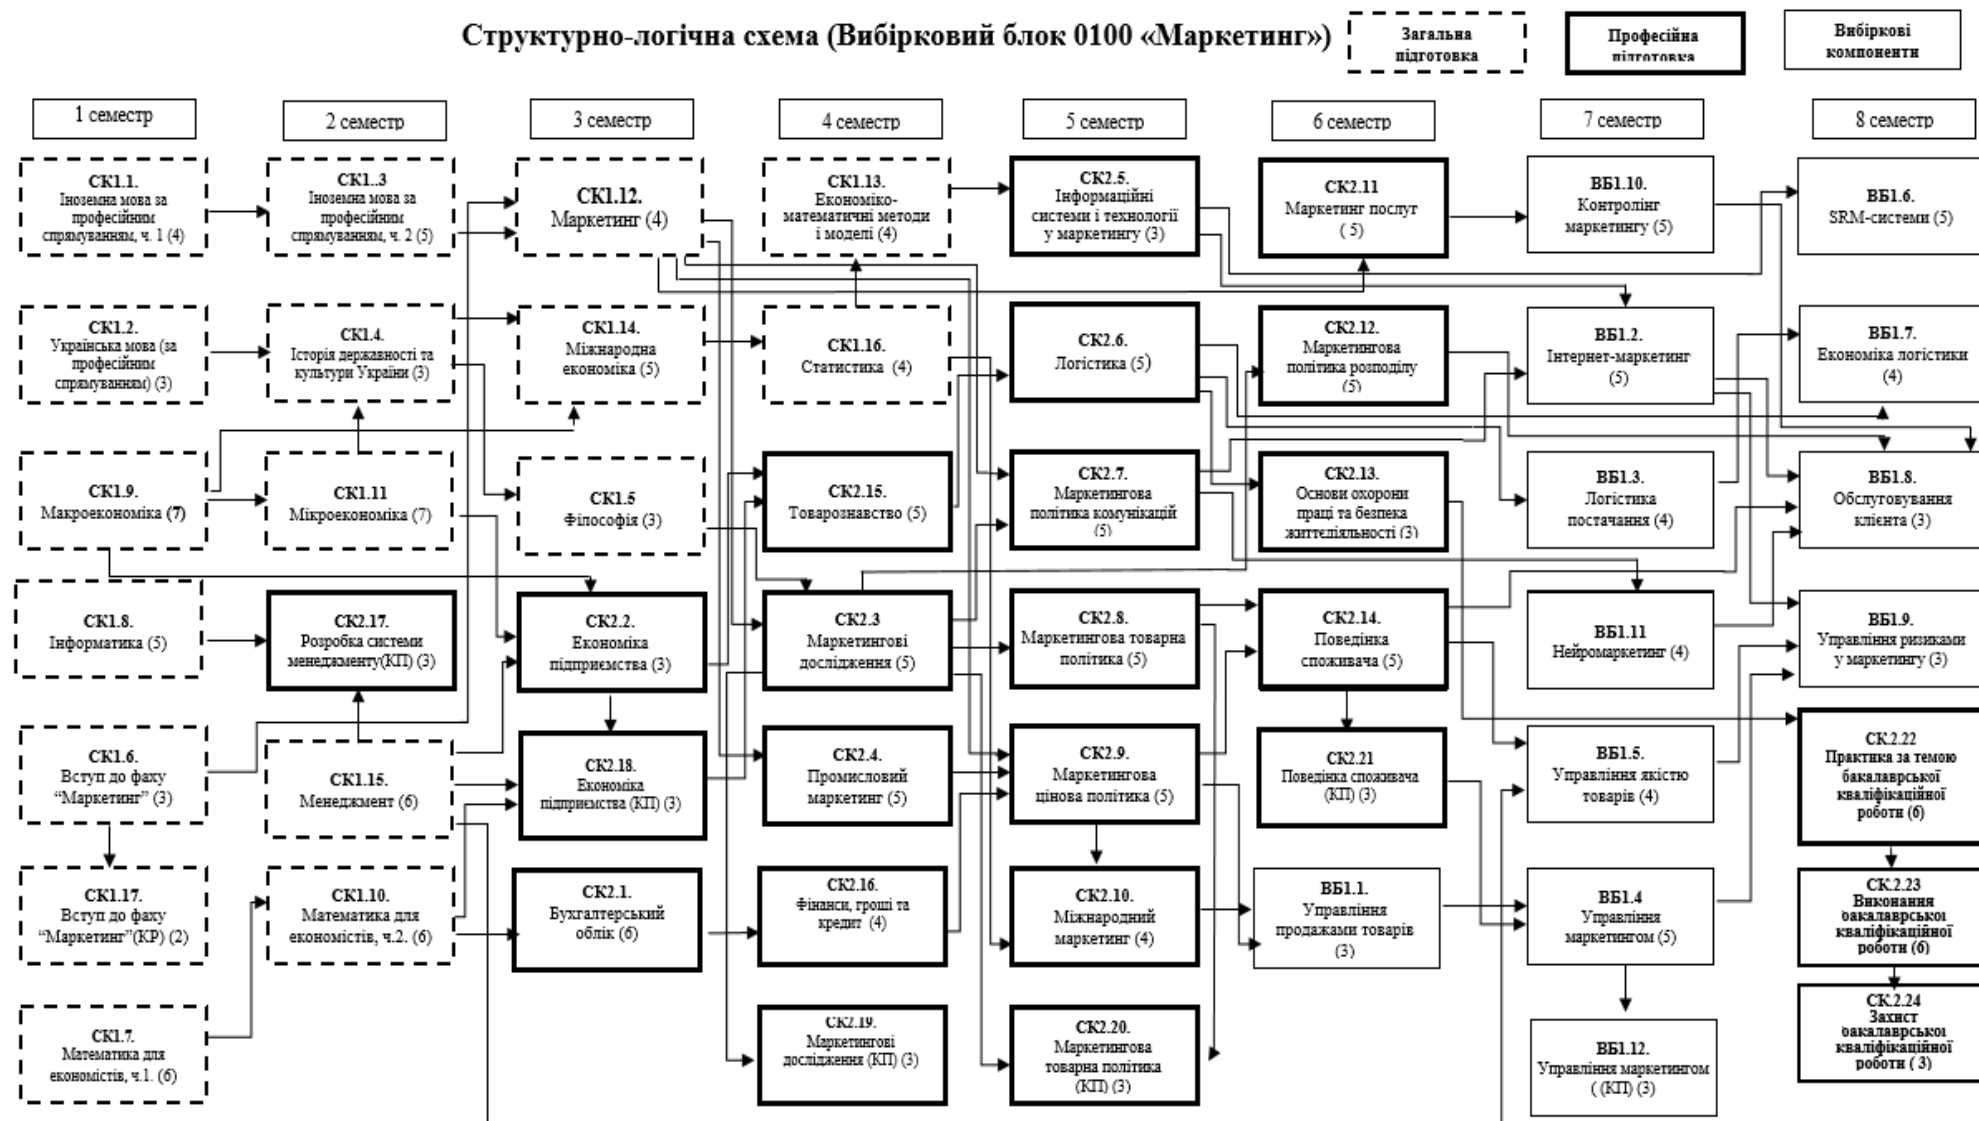 Структурно-логічна схема (Вибірковий блок 0100 «Маркетинг»)
Загальна
підготовка
Професійна
підготовка
Вибіркові
компоненти
1 семестр
2 семестр
3 семестр
4 семестр
5 семестр
6 семестр
7 семестр
8 семестр
СК1.1.
Іноземна мова за
професійним
спрямуванням, ч. 1 (4)
СК1..3
Іноземна мова за
професійним
спрямуванням, ч. 2 (5)
СК1.12.
Маркетинг (4)
СК1.13.
Економіко-
математичні методи
і моделі (4)
СК2.5.
Інформаційні
системи і технології
у маркетингу (3)
СК2.11
Маркетинг послуг
( 5)
ВБ1.10.
Контролінг
маркетингу (5)
ВБ1.6.
SRM-системи (5)
СК1.2.
Українська мова (за
професійним
спрямуванням) (3)
СК1.4.
Історія державності та
культури України (3)
СК1.14.
Міжнародна
економіка (5)
СК1.16.
Статистика (4)
СК2.6.
Логістика (5)
СК2.12.
Маркетингова
політика розподілу
(5)
ВБ1.2.
Інтернет-маркетинг
(5)
ВБ1.7.
Економіка логістики
(4)
СК1.9.
Макроекономіка (7)
СК1.11
Мікроекономіка (7)
СК1.5
Філософія (3)
СК2.15.
Товарознавство (5)
СК2.7.
Маркетингова
політика комунікацій
(5)
СК2.13.
Основи охорони
праці та безпека
життєдіяльності (3)
ВБ1.3.
Логістика
постачання (4)
ВБ1.8.
Обслуговування
клієнта (3)
СК1.8.
Інформатика (5)
СК2.17.
Розробка системи
менеджменту(КП) (3)
СК2.2.
Економіка
підприємства (3)
СК2.3
Маркетингові
дослідження (5)
СК2.8.
Маркетингова товарна
політика (5)
СК2.14.
Поведінка
споживача (5)
ВБ1.11
Нейромаркетинг (4)
ВБ1.9.
Управління ризиками
у маркетингу (3)
СК1.6.
Вступ до фаху
“Маркетинг” (3)
СК1.15.
Менеджмент (6)
СК2.18.
Економіка
підприємства (КП) (3)
СК2.4.
Промисловий
маркетинг (5)
СК2.9.
Маркетингова
цінова політика (5)
СК2.21
Поведінка споживача
(КП) (3)
ВБ1.5.
Управління якістю
товарів (4)
СК.2.22
Практика за темою
бакалаврської
кваліфікаційної
роботи (6)
СК1.17.
Вступ до фаху
“Маркетинг”(КР) (2)
СК1.10.
Математика для
економістів, ч.2. (6)
СК2.1.
Бухгалтерський
облік (6)
СК2.16.
Фінанси, гроші та
кредит (4)
СК2.10.
Міжнародний
маркетинг (4)
ВБ1.1.
Управління
продажами товарів
(3)
ВБ1.4
Управління
маркетингом (5)
СК.2.23
Виконання
бакалаврської
кваліфікаційної
роботи (6)
СК1.7.
Математика для
економістів, ч.1. (6)
СК2.19.
Маркетингові
дослідження (КП) (3)
СК2.20.
Маркетингова
товарна політика
(КП) (3)
ВБ1.12.
Управління маркетингом
( (КП) (3)
СК.2.24
Захист
бакалаврської
кваліфікаційної
роботи ( 3)